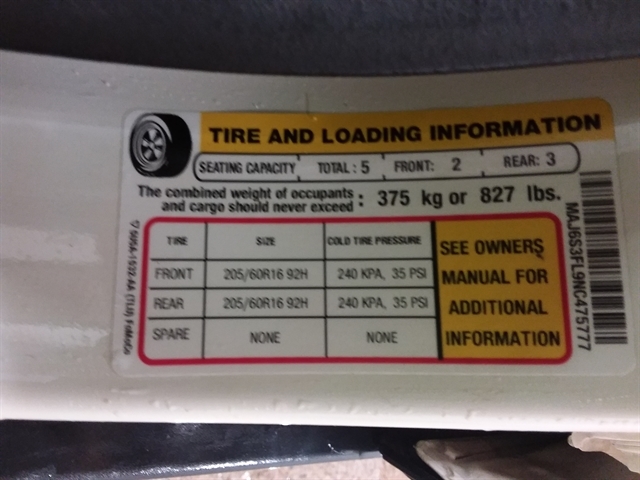 TIRE AND LOADING INFORMATION
SEATING CAPACITY TOTAL : 5 FRONT: 2 REAR: 3
The combined weight of occupants
and cargo should never exceed : 375 kg or 827 lbs.
TIRE SIZE COLD TIRE PRESSURE
FRONT 205/60R16 92H 240 KPA, 35 PSI
REAR 205/60R16 92H 240 KPA, 35 PSI
SPARE NONE NONE
SEE OWNERS
MANUAL FOR
ADDITIONAL
INFORMATION
MAJ6S3FL9NC475777
(TLU) FoMoCo